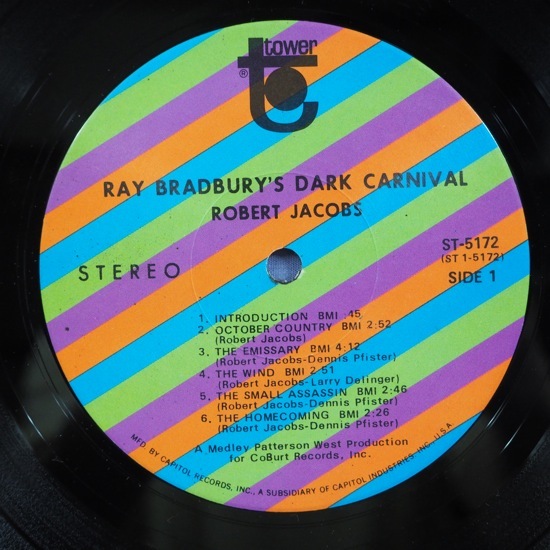 tower
®
RAY BRADBURY'S DARK CARNIVAL
ROBERT JACOBS
STEREO
ST-5172
(ST 1-5172)
SIDE 1
1. INTRODUCTION BMI :45
2. OCTOBER COUNTRY BMI 2:52
(Robert Jacobs)
3. THE EMISSARY BMI 4:12
(Robert Jacobs-Dennis Pfister)
4. THE WIND BMI 2:51
(Robert Jacobs-Larry Delinger)
5. THE SMALL ASSASSIN BMI 2:46
(Robert Jacobs-Dennis Pfister)
6. THE HOMECOMING BMI 2:26
(Robert Jacobs-Dennis Pfister)
A Medley Patterson West Production
for CoBurt Records, Inc.
MFD. BY CAPITOL RECORDS, INC., A SUBSIDIARY OF CAPITOL INDUSTRIES, INC., U.S.A.